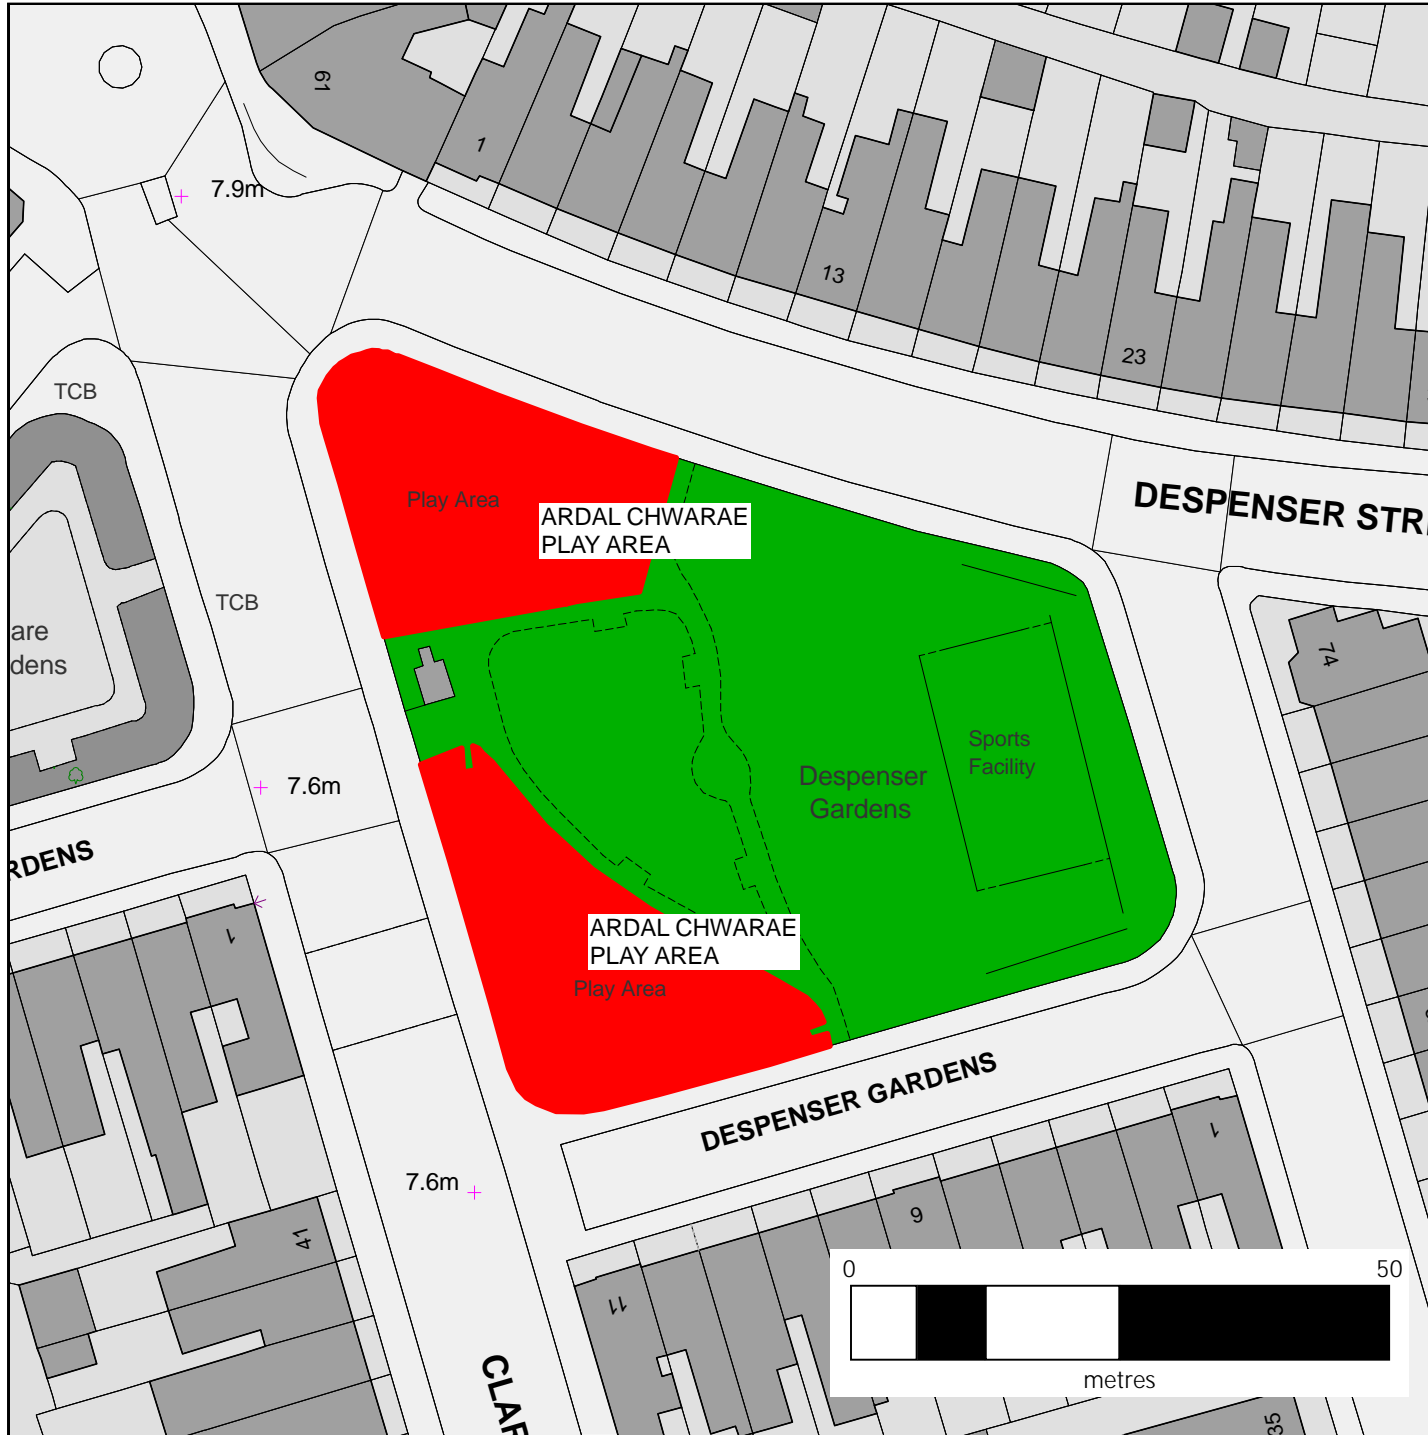 61
1
7.9m
13
23
TCB
Play Area
ARDAL CHWARAE
PLAY AREA
DESPENSER STR
TCB
are
dens
74
Sports
Facility
Despenser
Gardens
7.6m
RDENS
1
ARDAL CHWARAE
PLAY AREA
Play Area
DESPENSER GARDENS
1
7.6m
9
41
11
0
50
metres
CLAR
35